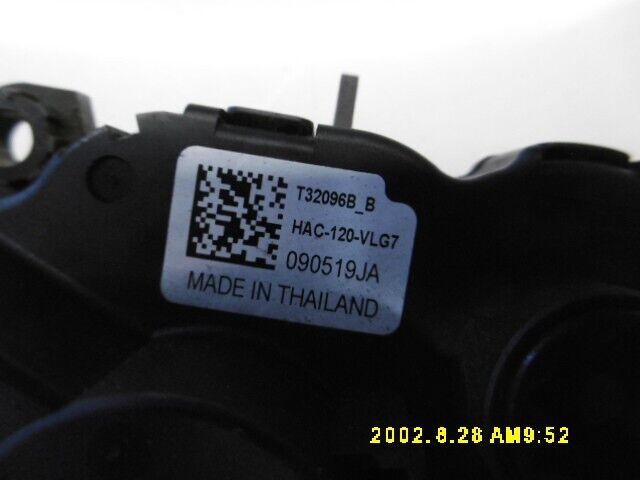 T32096B_B
HAC-120-VLG7
090519JA
MADE IN THAILAND
2002.8.28 AM9:52